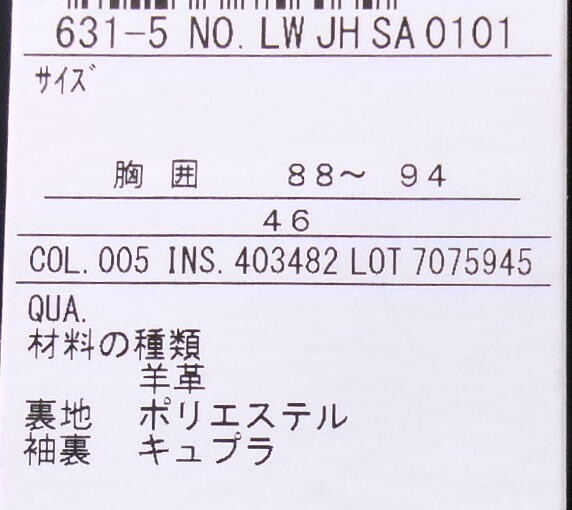 631-5 NO. LW JH SA0101
サイズ
胸 囲 88～ 94
46
COL. 005 INS. 403482 LOT 7075945
QUA.
材料の種類
羊革
裏地 ポリエステル
袖裏 キュプラ